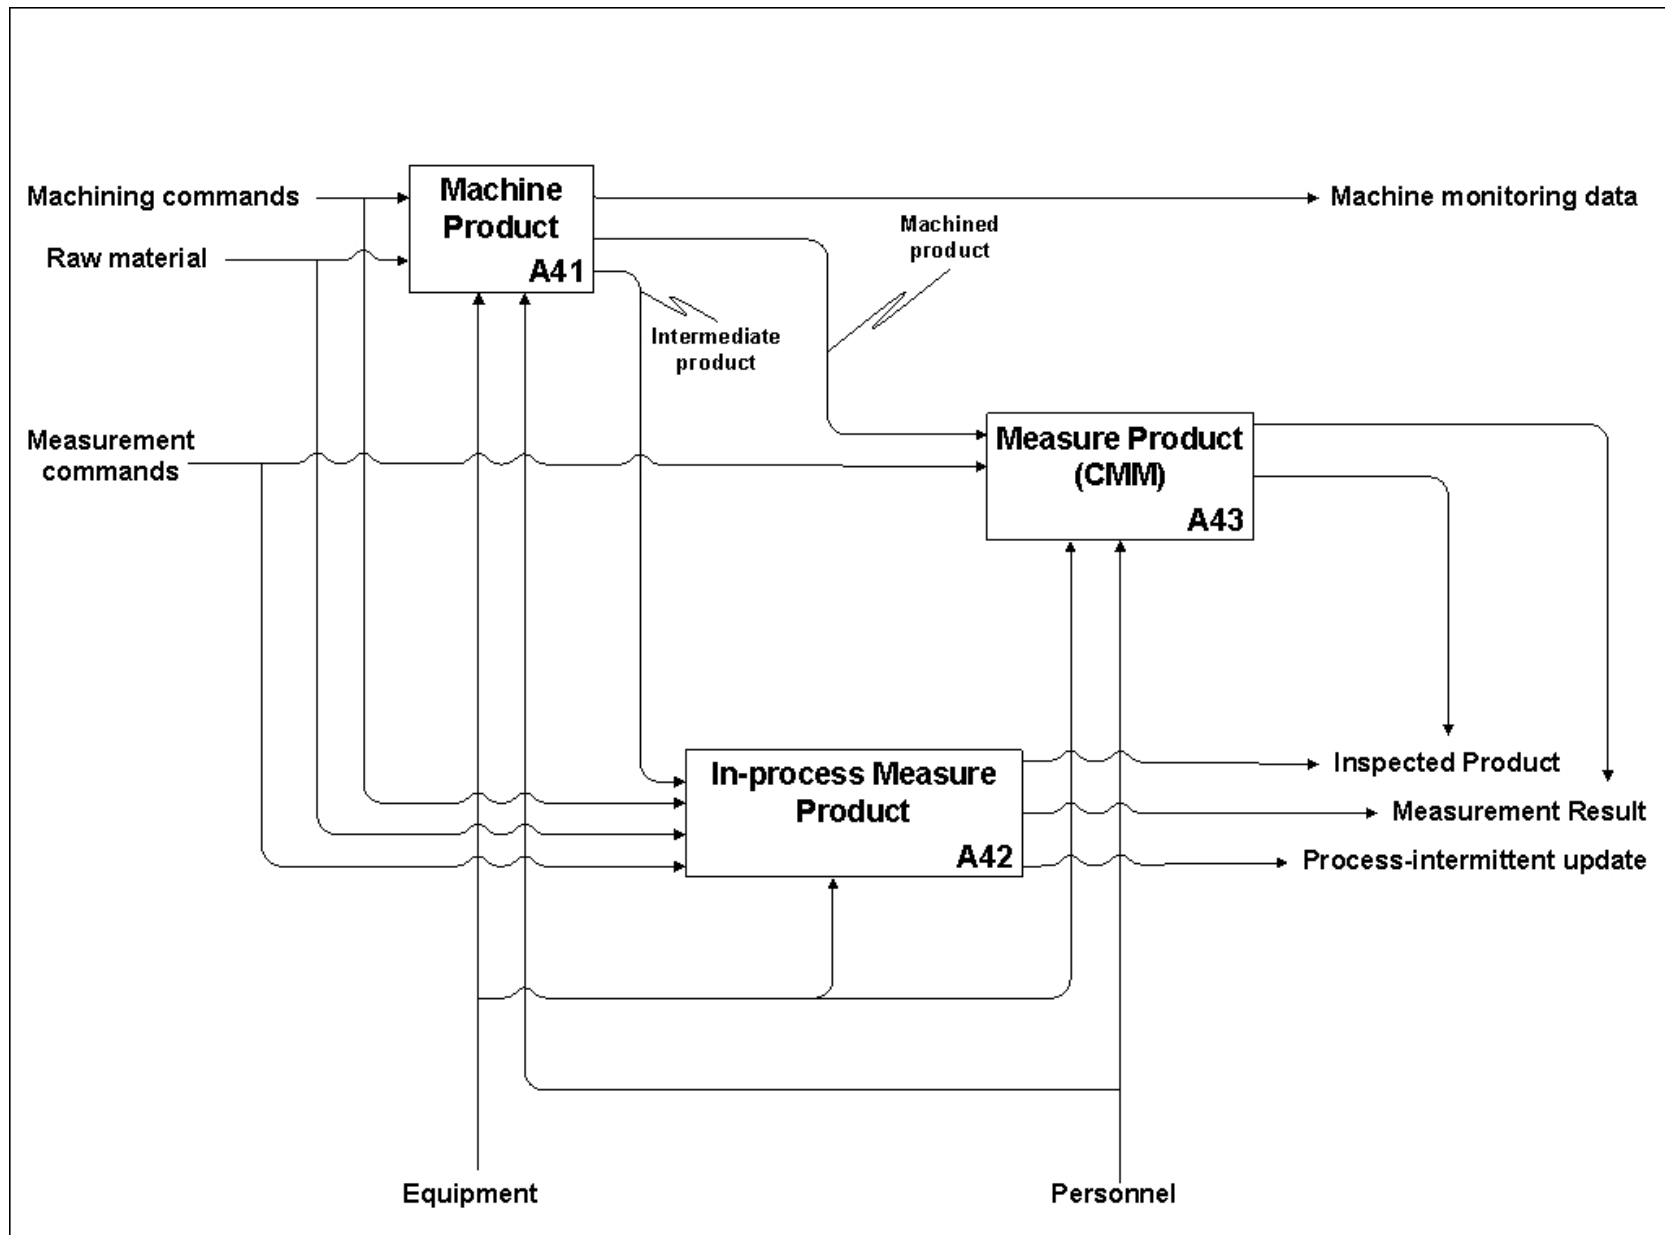 Machining commands
Machine
Product
A41
Machine monitoring data
Raw material
Machined
product
Intermediate
product
Measurement
commands
Measure Product
(CMM)
A43
In-process Measure
Product
A42
Inspected Product
Measurement Result
Process-intermittent update
Equipment
Personnel